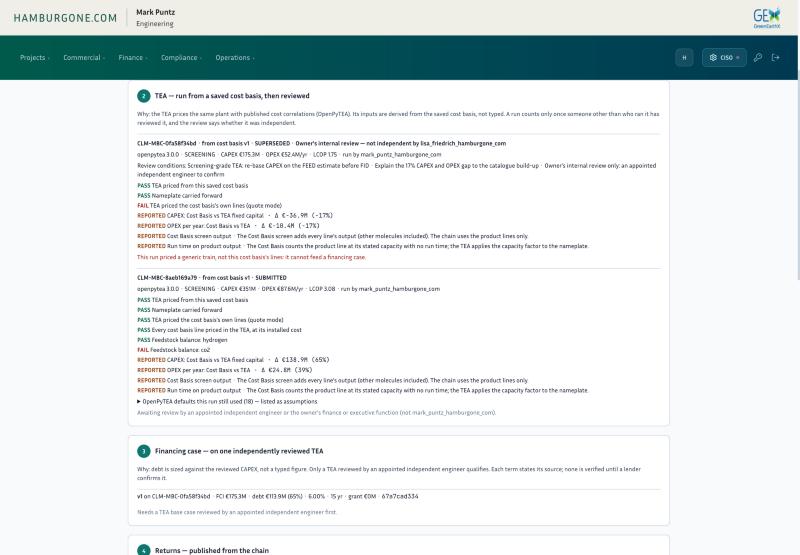 HAMBURGONE.COM
Mark Puntz
Engineering
GEX
GreenEarthX
Projects
Commercial
Finance
Compliance
Operations
H
CISO
2 TEA — run from a saved cost basis, then reviewed
Why: the TEA prices the same plant with published cost correlations (OpenPyTEA). Its inputs are derived from the saved cost basis, not typed. A run counts only once someone other than who ran it has
reviewed it, and the review says whether it was independent.
CLM-MBC-0fa58f34bd · from cost basis v1 · SUPERSEDED · Owner's internal review — not independent by lisa_friedrich_hamburgone_com
openpytea 3.0.0 · SCREENING · CAPEX €175.3M · OPEX €52.4M/yr · LCOP 1.75 · run by mark_puntz_hamburgone_com
Review conditions: Screening-grade TEA: re-base CAPEX on the FEED estimate before FID · Explain the 17% CAPEX and OPEX gap to the catalogue build-up · Owner's internal review only: an appointed
independent engineer to confirm
PASS TEA priced from this saved cost basis
PASS Nameplate carried forward
FAIL TEA priced the cost basis's own lines (quote mode)
REPORTED CAPEX: Cost Basis vs TEA fixed capital · Δ €-36.9M (-17%)
REPORTED OPEX per year: Cost Basis vs TEA · Δ €-10.4M (-17%)
REPORTED Cost Basis screen output · The Cost Basis screen adds every line's output (other molecules included). The chain uses the product lines only.
REPORTED Run time on product output · The Cost Basis counts the product line at its stated capacity with no run time; the TEA applies the capacity factor to the nameplate.
This run priced a generic train, not this cost basis's lines: it cannot feed a financing case.
CLM-MBC-8aeb169a79 · from cost basis v1 · SUBMITTED
openpytea 3.0.0 · SCREENING · CAPEX €351M · OPEX €87.6M/yr · LCOP 3.08 · run by mark_puntz_hamburgone_com
PASS TEA priced from this saved cost basis
PASS Nameplate carried forward
PASS TEA priced the cost basis's own lines (quote mode)
PASS Every cost basis line priced in the TEA, at its installed cost
PASS Feedstock balance: hydrogen
FAIL Feedstock balance: co2
REPORTED CAPEX: Cost Basis vs TEA fixed capital · Δ €138.9M (65%)
REPORTED OPEX per year: Cost Basis vs TEA · Δ €24.8M (39%)
REPORTED Cost Basis screen output · The Cost Basis screen adds every line's output (other molecules included). The chain uses the product lines only.
REPORTED Run time on product output · The Cost Basis counts the product line at its stated capacity with no run time; the TEA applies the capacity factor to the nameplate.
▶ OpenPyTEA defaults this run still used (18) — listed as assumptions
Awaiting review by an appointed independent engineer or the owner's finance or executive function (not mark_puntz_hamburgone_com).
3 Financing case — on one independently reviewed TEA
Why: debt is sized against the reviewed CAPEX, not a typed figure. Only a TEA reviewed by an appointed independent engineer qualifies. Each term states its source; none is verified until a lender
confirms it.
v1 on CLM-MBC-0fa58f34bd · FCI €175.3M · debt €113.9M (65%) · 6.00% · 15 yr · grant €0M · 67a7cad334
Needs a TEA base case reviewed by an appointed independent engineer first.
4 Returns — published from the chain